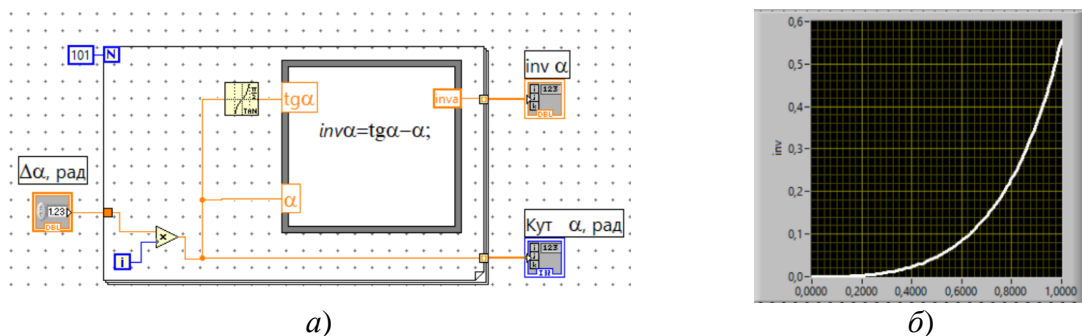 101
N
TAN
tgα
α
invα=tgα−α;
invα
inv α
123
DBL
Δα, рад
1.23
DBL
i
×
Кут α, рад
123
а)
inv
0,6
0,5
0,4
0,3
0,2
0,1
0,0
0,0000 0,2000 0,4000 0,6000 0,8000 1,0000
б)